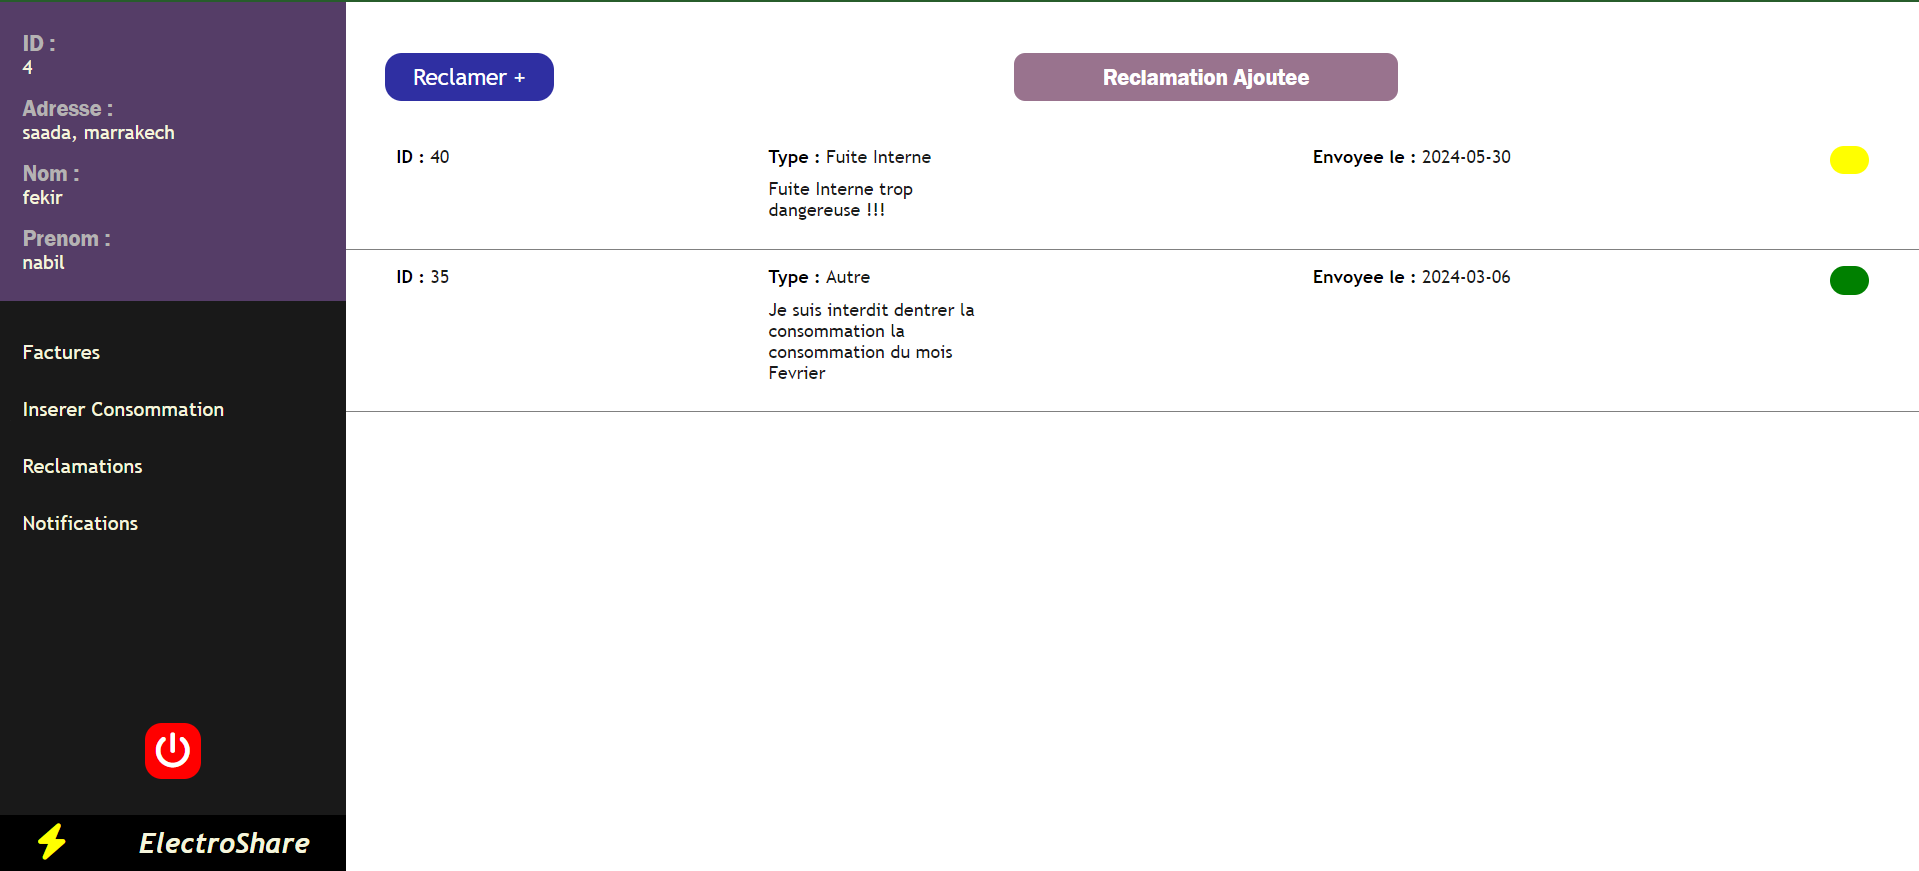 ID :
4
Adresse :
saada, marrakech
Nom :
fekir
Prenom :
nabil
Factures
Inserer Consommation
Reclamations
Notifications
ElectroShare
Reclamer +
Reclamation Ajoutee
ID : 40
Type : Fuite Interne
Fuite Interne trop
dangereuse !!!
Envoyee le : 2024-05-30
ID : 35
Type : Autre
Je suis interdit dentrer la
consommation la
consommation du mois
Fevrier
Envoyee le : 2024-03-06